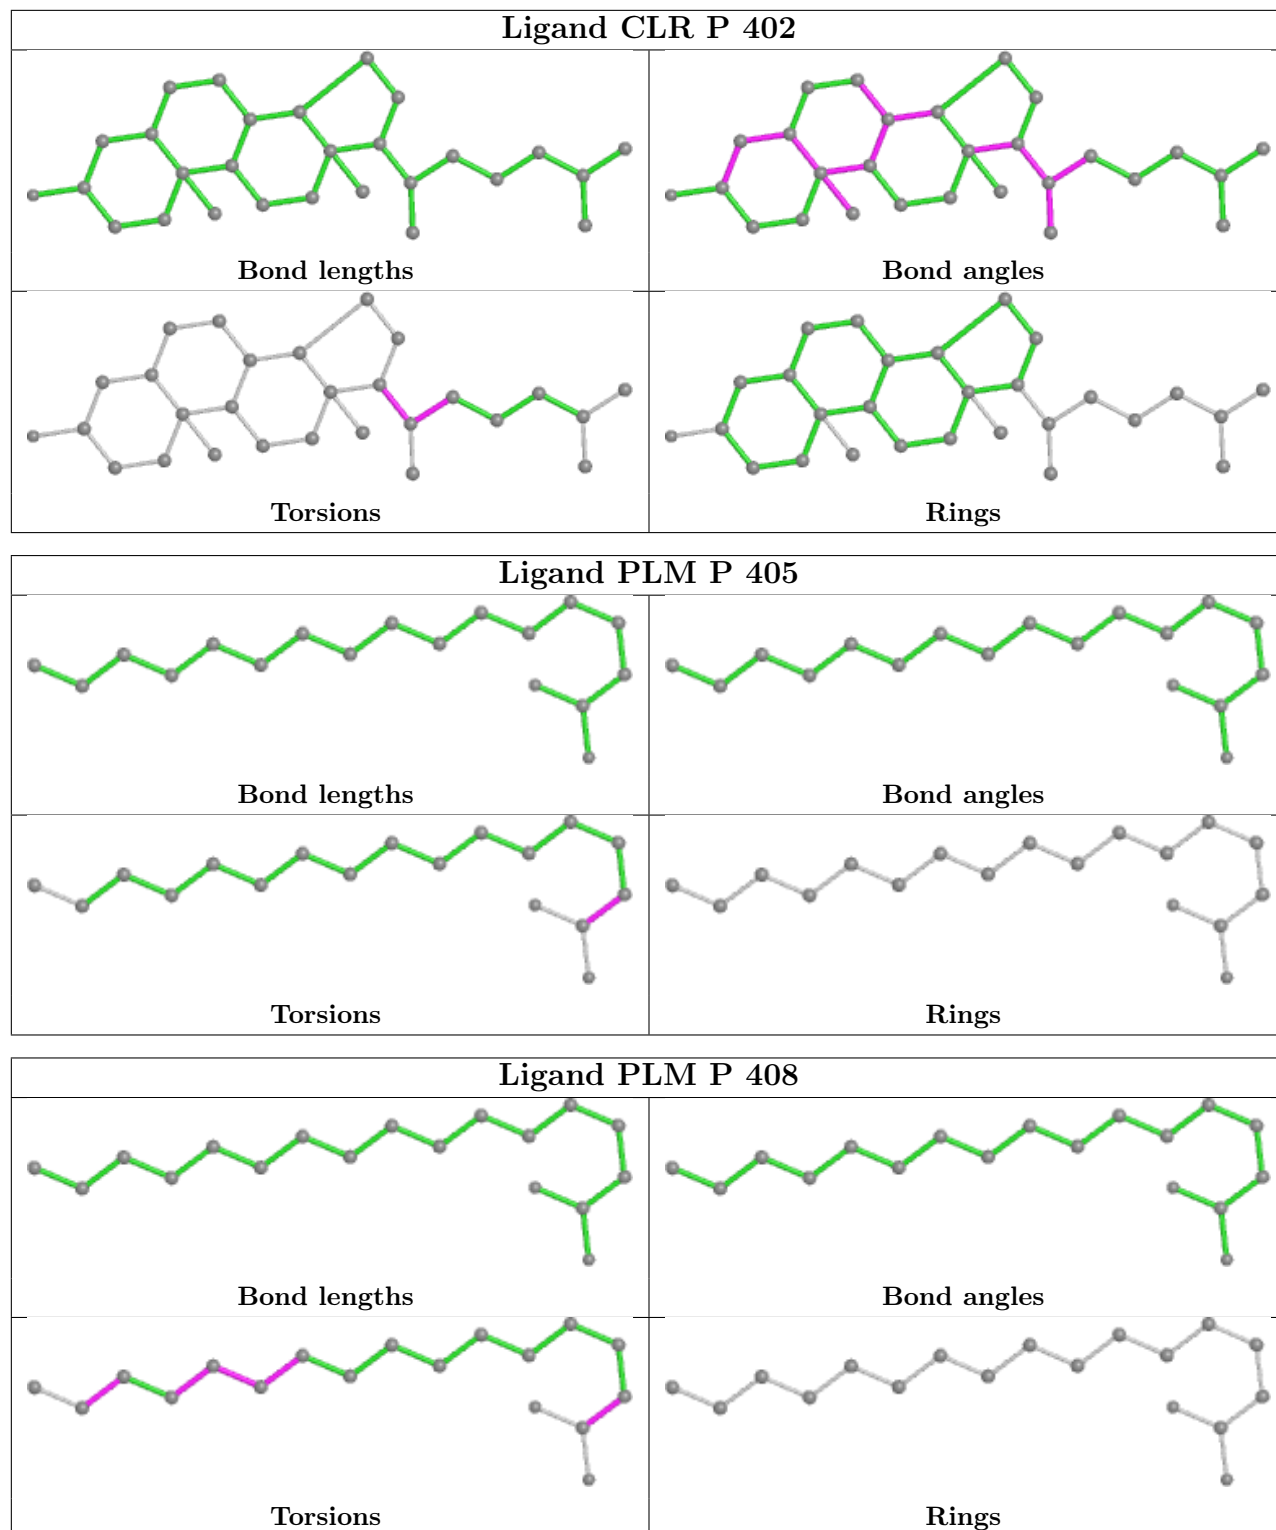 Ligand CLR P 402
Bond lengths
Bond angles
Torsions
Rings
Ligand PLM P 405
Bond lengths
Bond angles
Torsions
Rings
Ligand PLM P 408
Bond lengths
Bond angles
Torsions
Rings